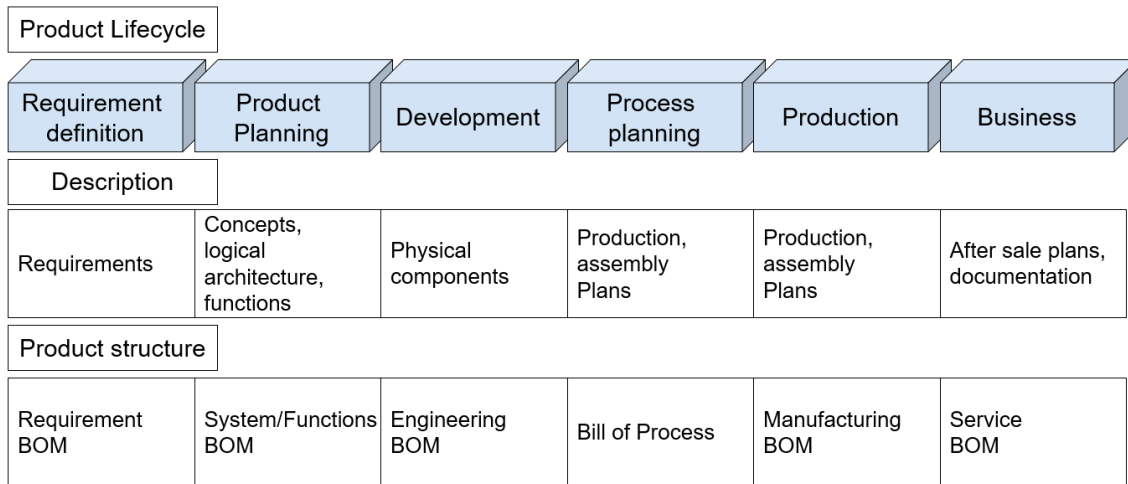 Product Lifecycle
Requirement
definition
Product
Planning
Development
Process
planning
Production
Business
Description
Requirements
Concepts,
logical
architecture,
functions
Physical
components
Production,
assembly
Plans
Production,
assembly
Plans
After sale plans,
documentation
Product structure
Requirement
BOM
System/Functions
BOM
Engineering
BOM
Bill of Process
Manufacturing
BOM
Service
BOM